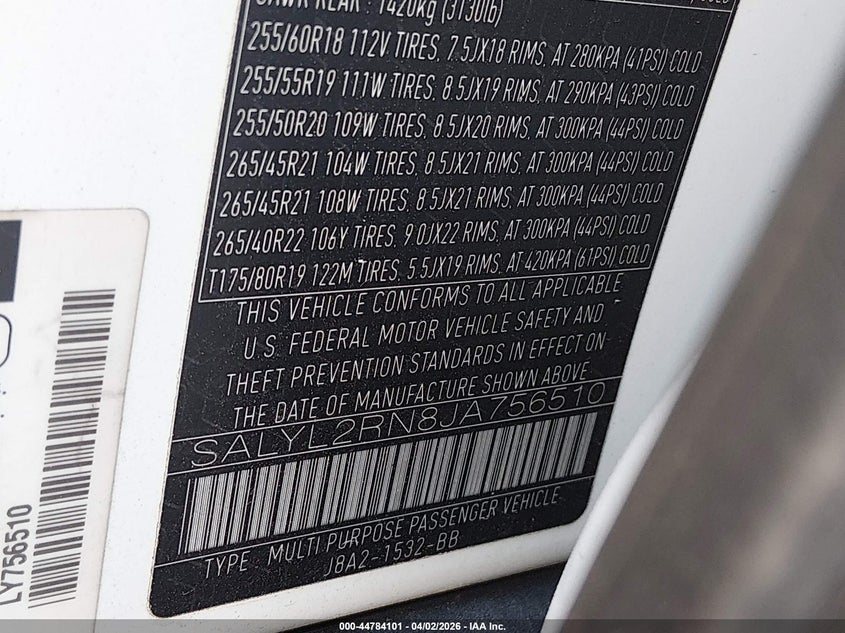 GAWR REAR : 1420kg (3130lb)
255/60R18 112V TIRES, 7.5JX18 RIMS, AT 280KPA (41PSI) COLD
255/55R19 111W TIRES, 8.5JX19 RIMS, AT 290KPA (43PSI) COLD
255/50R20 109W TIRES, 8.5JX20 RIMS, AT 300KPA (44PSI) COLD
265/45R21 104W TIRES, 8.5JX21 RIMS, AT 300KPA (44PSI) COLD
265/45R21 108W TIRES, 8.5JX21 RIMS, AT 300KPA (44PSI) COLD
265/40R22 106Y TIRES, 9.0JX22 RIMS, AT 300KPA (44PSI) COLD
T175/80R19 122M TIRES, 5.5JX19 RIMS, AT 420KPA (61PSI) COLD
THIS VEHICLE CONFORMS TO ALL APPLICABLE
U.S. FEDERAL MOTOR VEHICLE SAFETY AND
THEFT PREVENTION STANDARDS IN EFFECT ON
THE DATE OF MANUFACTURE SHOWN ABOVE
SALYL2RN8JA756510
TYPE : MULTI PURPOSE PASSENGER VEHICLE
J8A2-1532-BB
LY756510
000-44784101 04/02/2026 - IAA Inc.